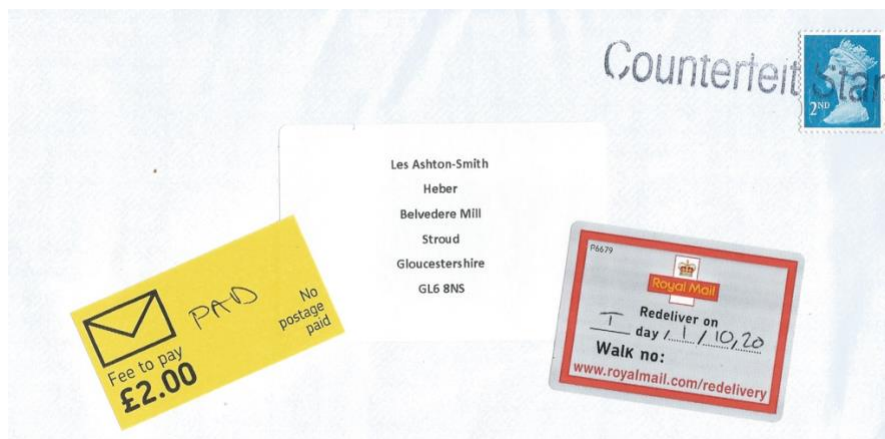 Counterfeit Star
2ND
Les Ashton-Smith
Heber
Belvedere Mill
Stroud
Gloucestershire
GL6 8NS
PAID
No
postage
paid
Fee to pay
£2.00
P6679
Royal Mail
Redeliver on
T day / 1 / 10, 20
Walk no:
www.royalmail.com/redelivery